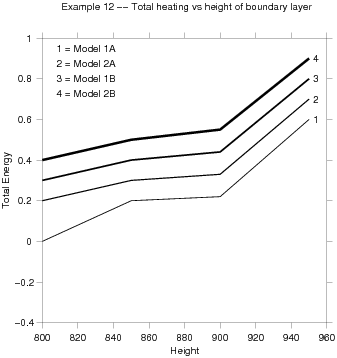 Example 12 -- Total heating vs height of boundary layer
1 = Model 1A
2 = Model 2A
3 = Model 1B
4 = Model 2B
1
0.8
0.6
0.4
0.2
0
-0.2
-0.4
Total Energy
4
3
2
1
800 820 840 860 880 900 920 940 960
Height